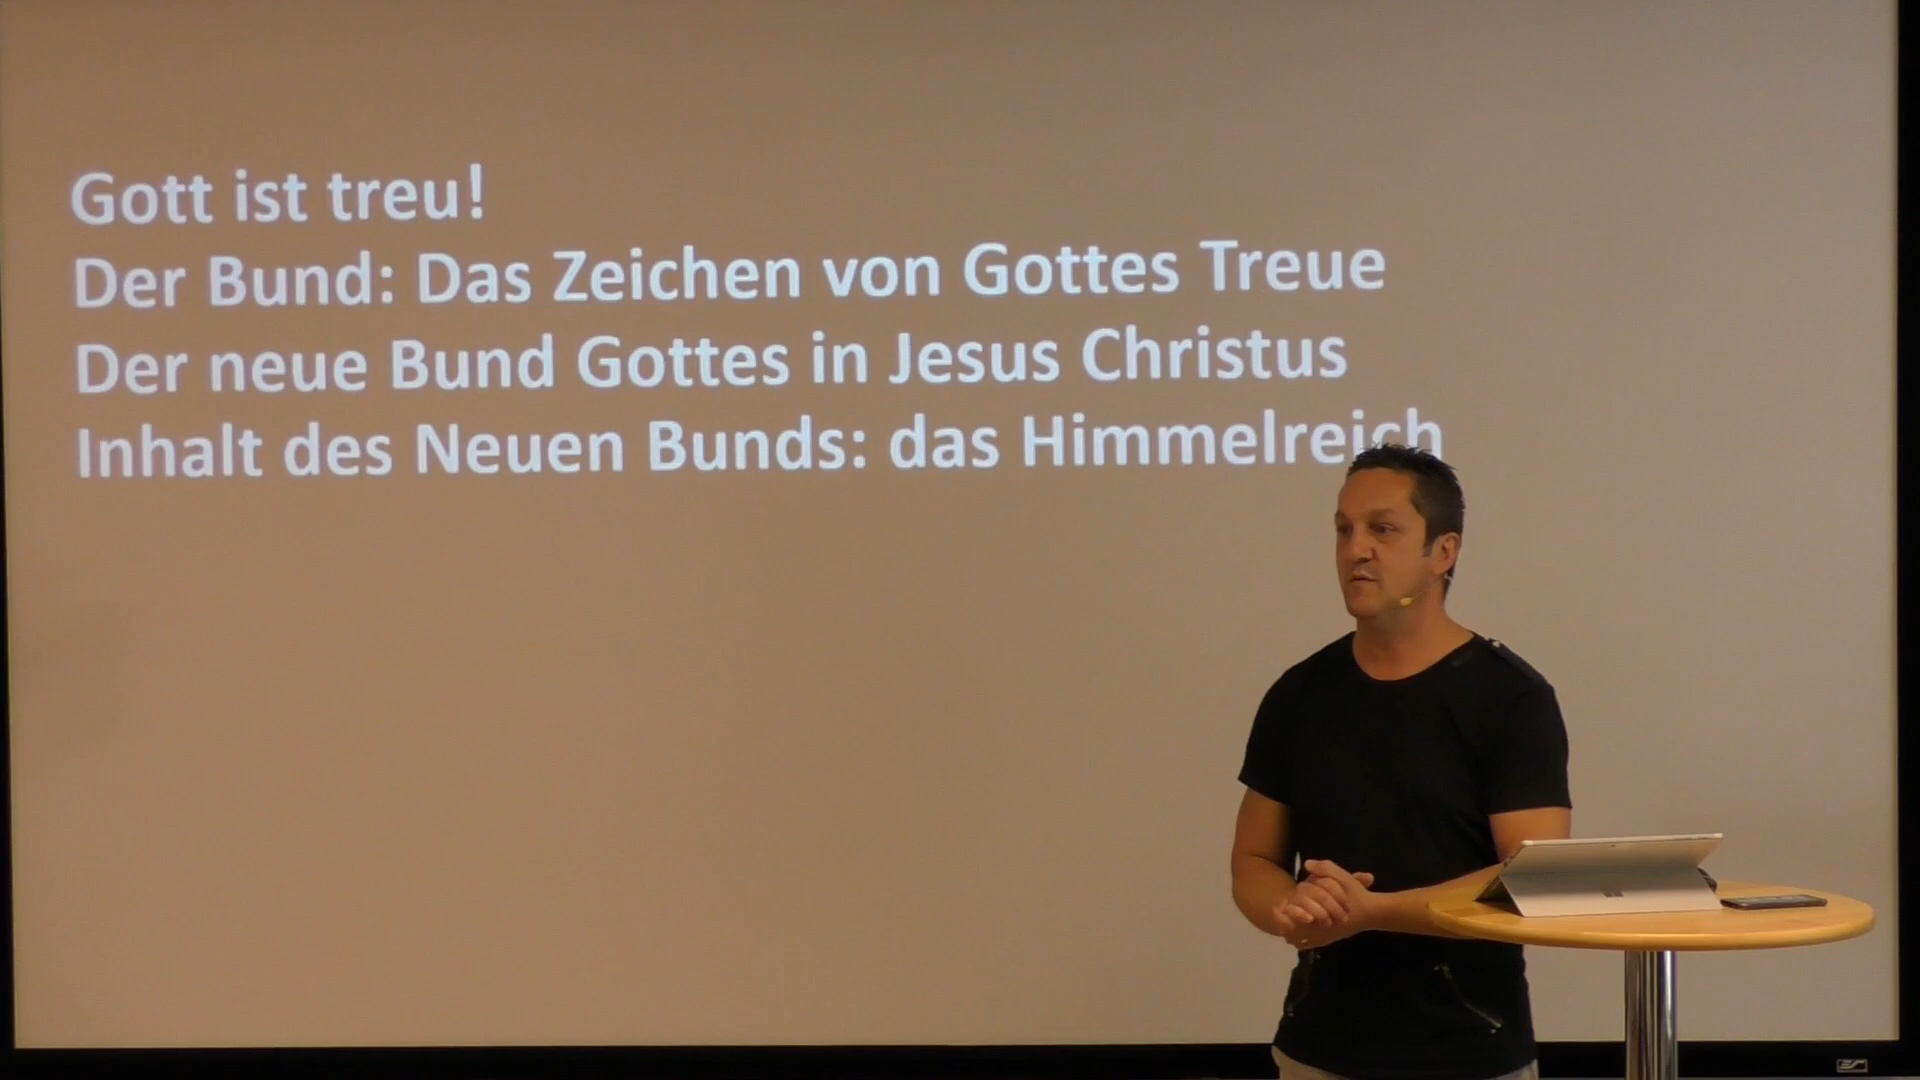 Gott ist treu!
Der Bund: Das Zeichen von Gottes Treue
Der neue Bund Gottes in Jesus Christus
Inhalt des Neuen Bunds: das Himmelreich